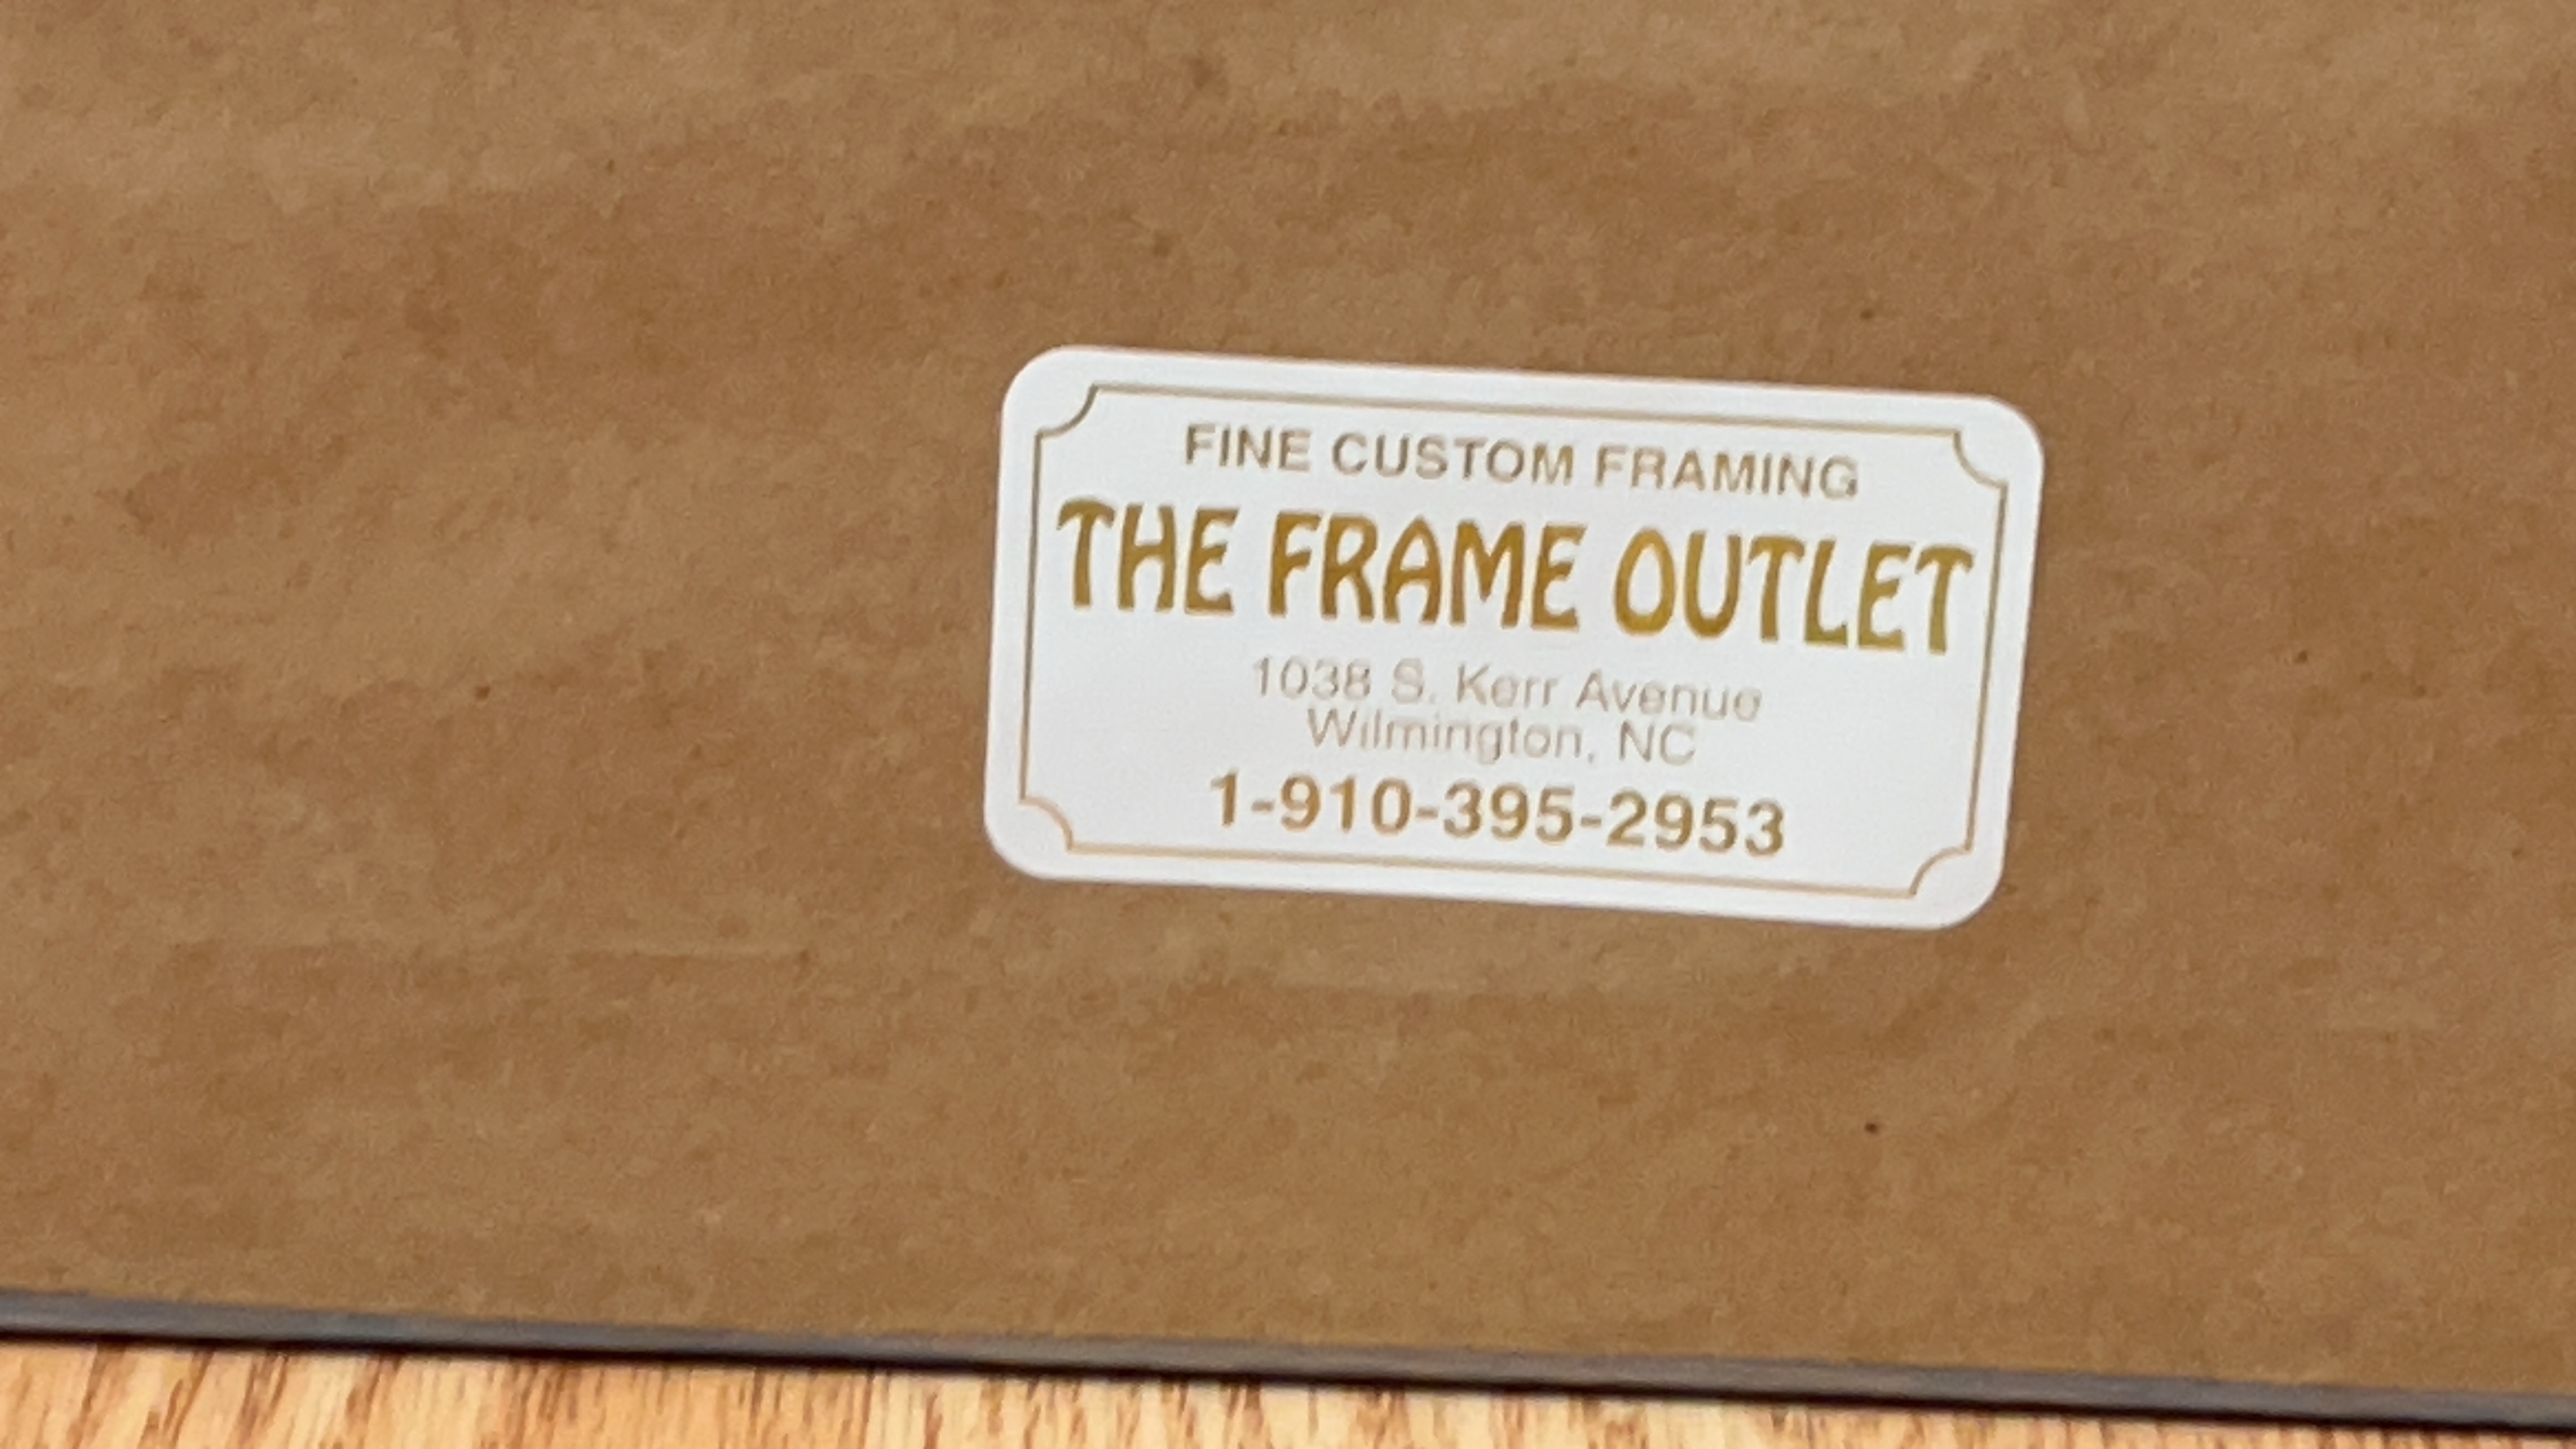 FINE CUSTOM FRAMING
THE FRAME OUTLET
1038 S. Kerr Avenue
Wilmington, NC
1-910-395-2953